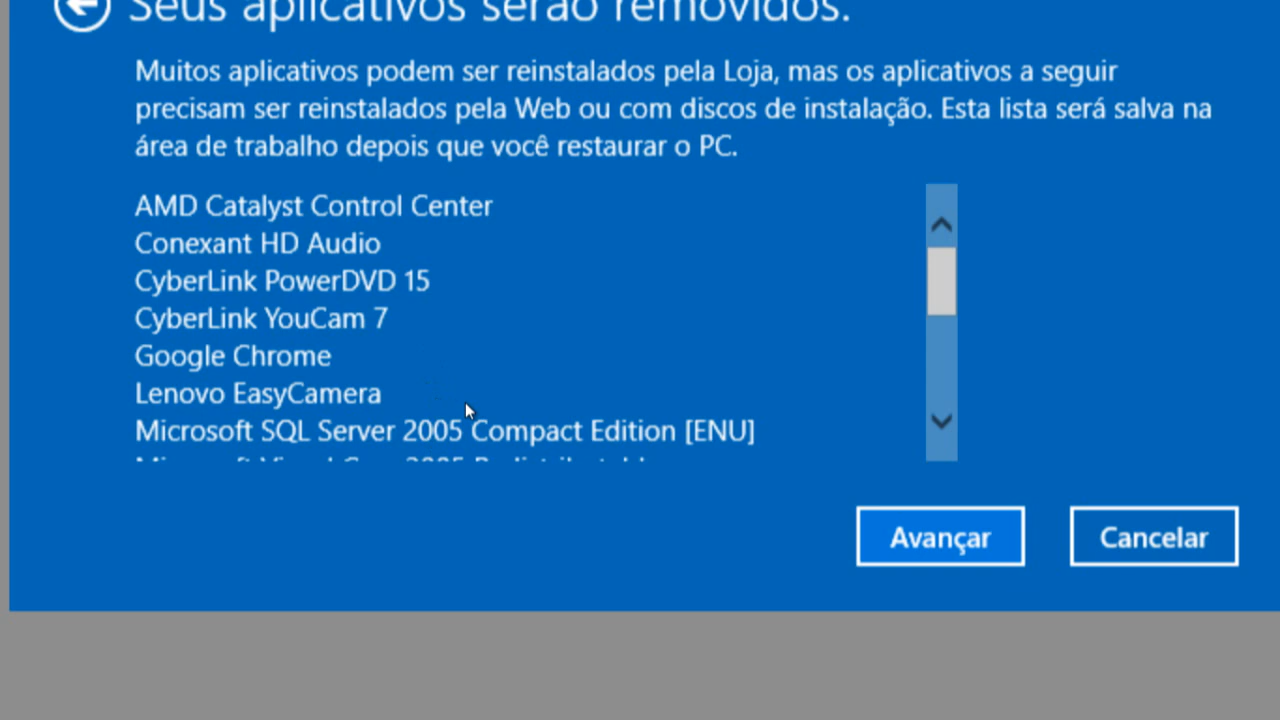 Seus aplicativos serão removidos.
Muitos aplicativos podem ser reinstalados pela Loja, mas os aplicativos a seguir
precisam ser reinstalados pela Web ou com discos de instalação. Esta lista será salva na
área de trabalho depois que você restaurar o PC.
AMD Catalyst Control Center
Conexant HD Audio
CyberLink PowerDVD 15
CyberLink YouCam 7
Google Chrome
Lenovo EasyCamera
Microsoft SQL Server 2005 Compact Edition [ENU]
Avançar
Cancelar